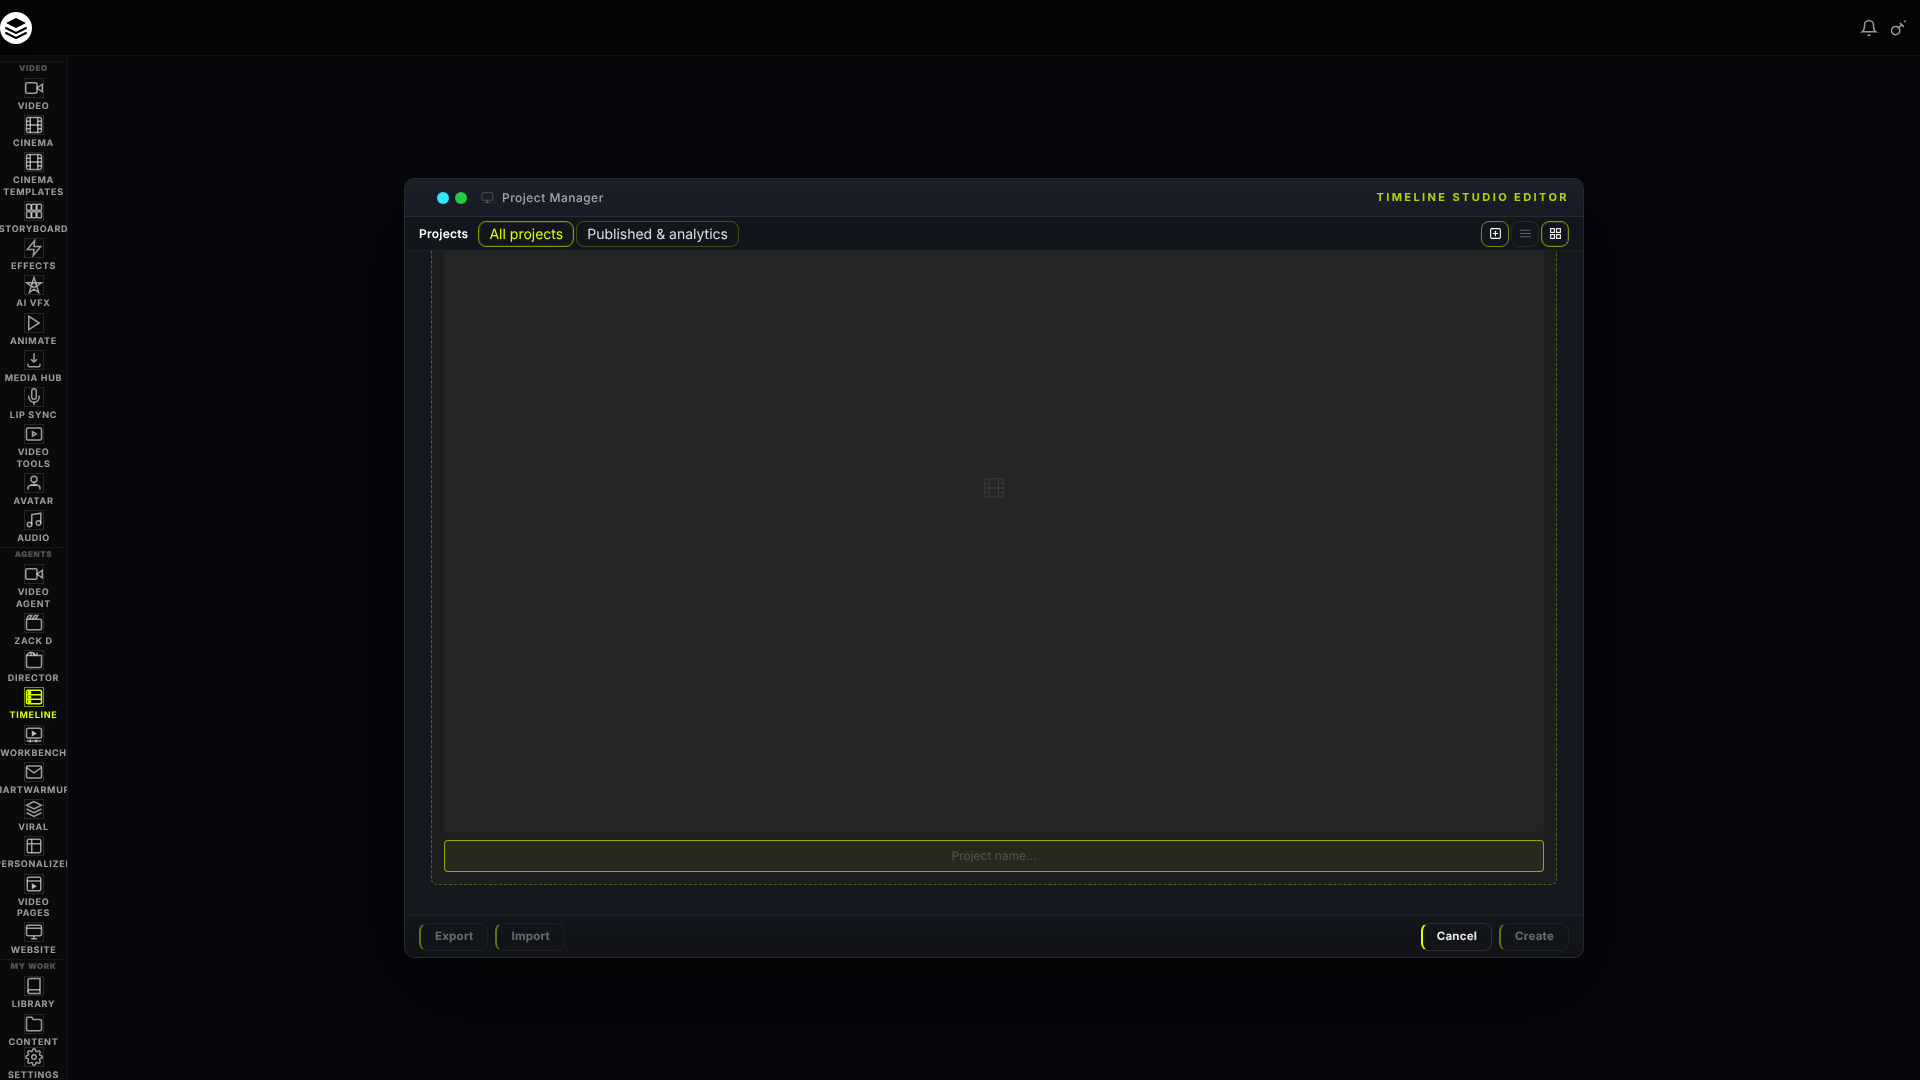 VIDEO
VIDEO
CINEMA
CINEMA
TEMPLATES
STORYBOARD
EFFECTS
AI VFX
ANIMATE
MEDIA HUB
LIP SYNC
VIDEO
TOOLS
AVATAR
AUDIO
AGENTS
VIDEO
AGENT
ZACK D
DIRECTOR
TIMELINE
WORKBENCH
ARTWARMUP
VIRAL
PERSONALIZE
VIDEO
PAGES
WEBSITE
MY WORK
LIBRARY
CONTENT
SETTINGS
Project Manager
TIMELINE STUDIO EDITOR
Projects
All projects
Published & analytics
Project name...
Export
Import
Cancel
Create